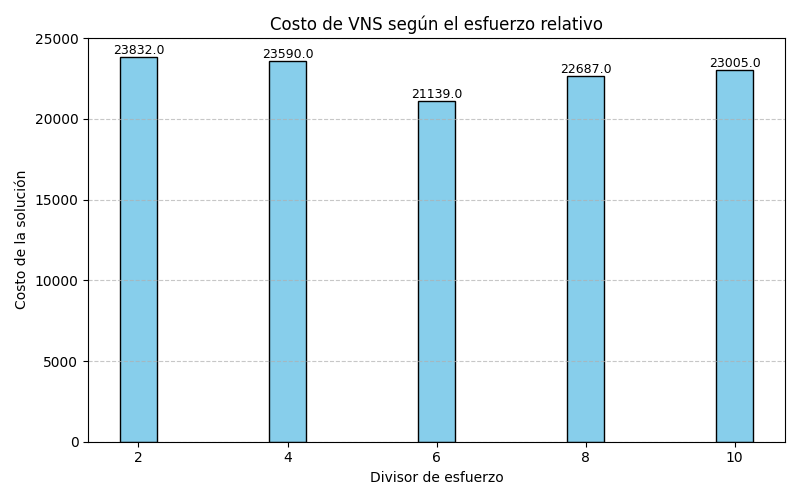 Costo de VNS según el esfuerzo relativo
Costo de la solución
25000
20000
15000
10000
5000
0
23832.0
23590.0
21139.0
22687.0
23005.0
2 4 6 8 10
Divisor de esfuerzo